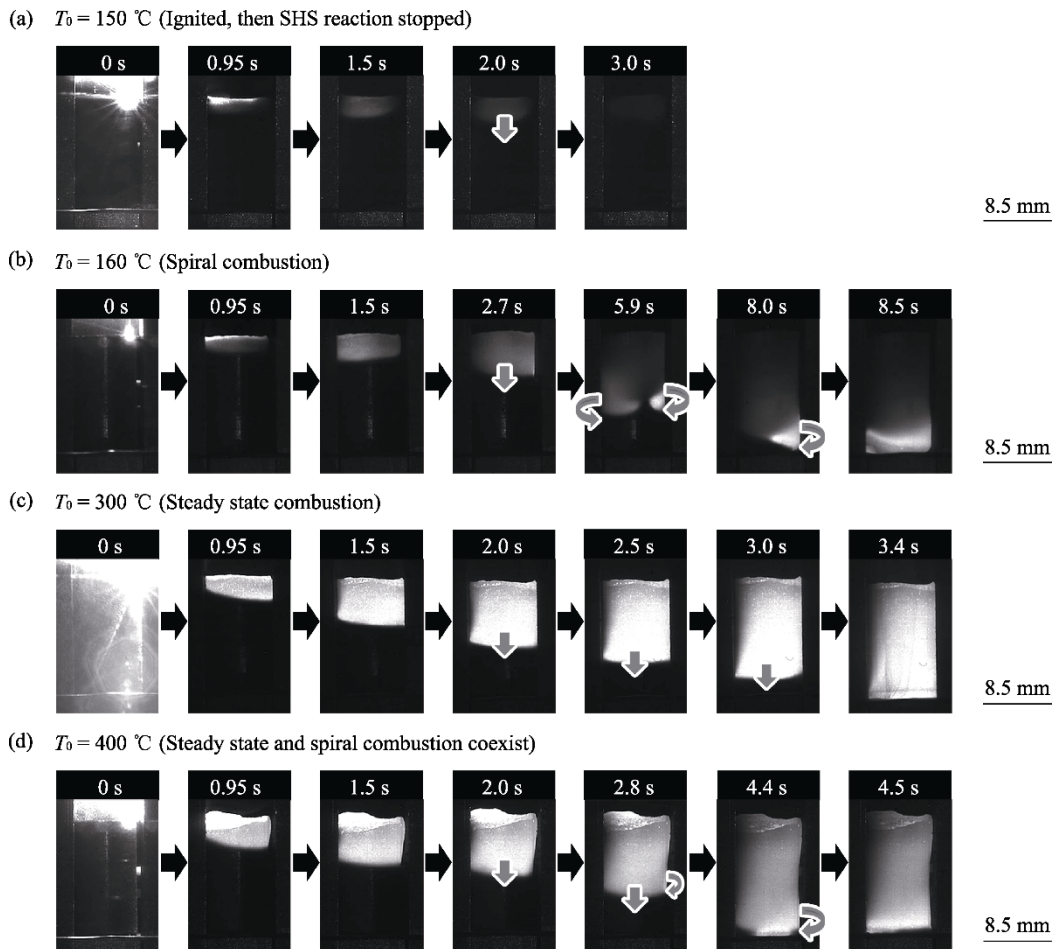 (a) T₀ = 150 ℃ (Ignited, then SHS reaction stopped)
0 s 0.95 s 1.5 s 2.0 s 3.0 s
8.5 mm
(b) T₀ = 160 ℃ (Spiral combustion)
0 s 0.95 s 1.5 s 2.7 s 5.9 s 8.0 s 8.5 s
8.5 mm
(c) T₀ = 300 ℃ (Steady state combustion)
0 s 0.95 s 1.5 s 2.0 s 2.5 s 3.0 s 3.4 s
8.5 mm
(d) T₀ = 400 ℃ (Steady state and spiral combustion coexist)
0 s 0.95 s 1.5 s 2.0 s 2.8 s 4.4 s 4.5 s
8.5 mm